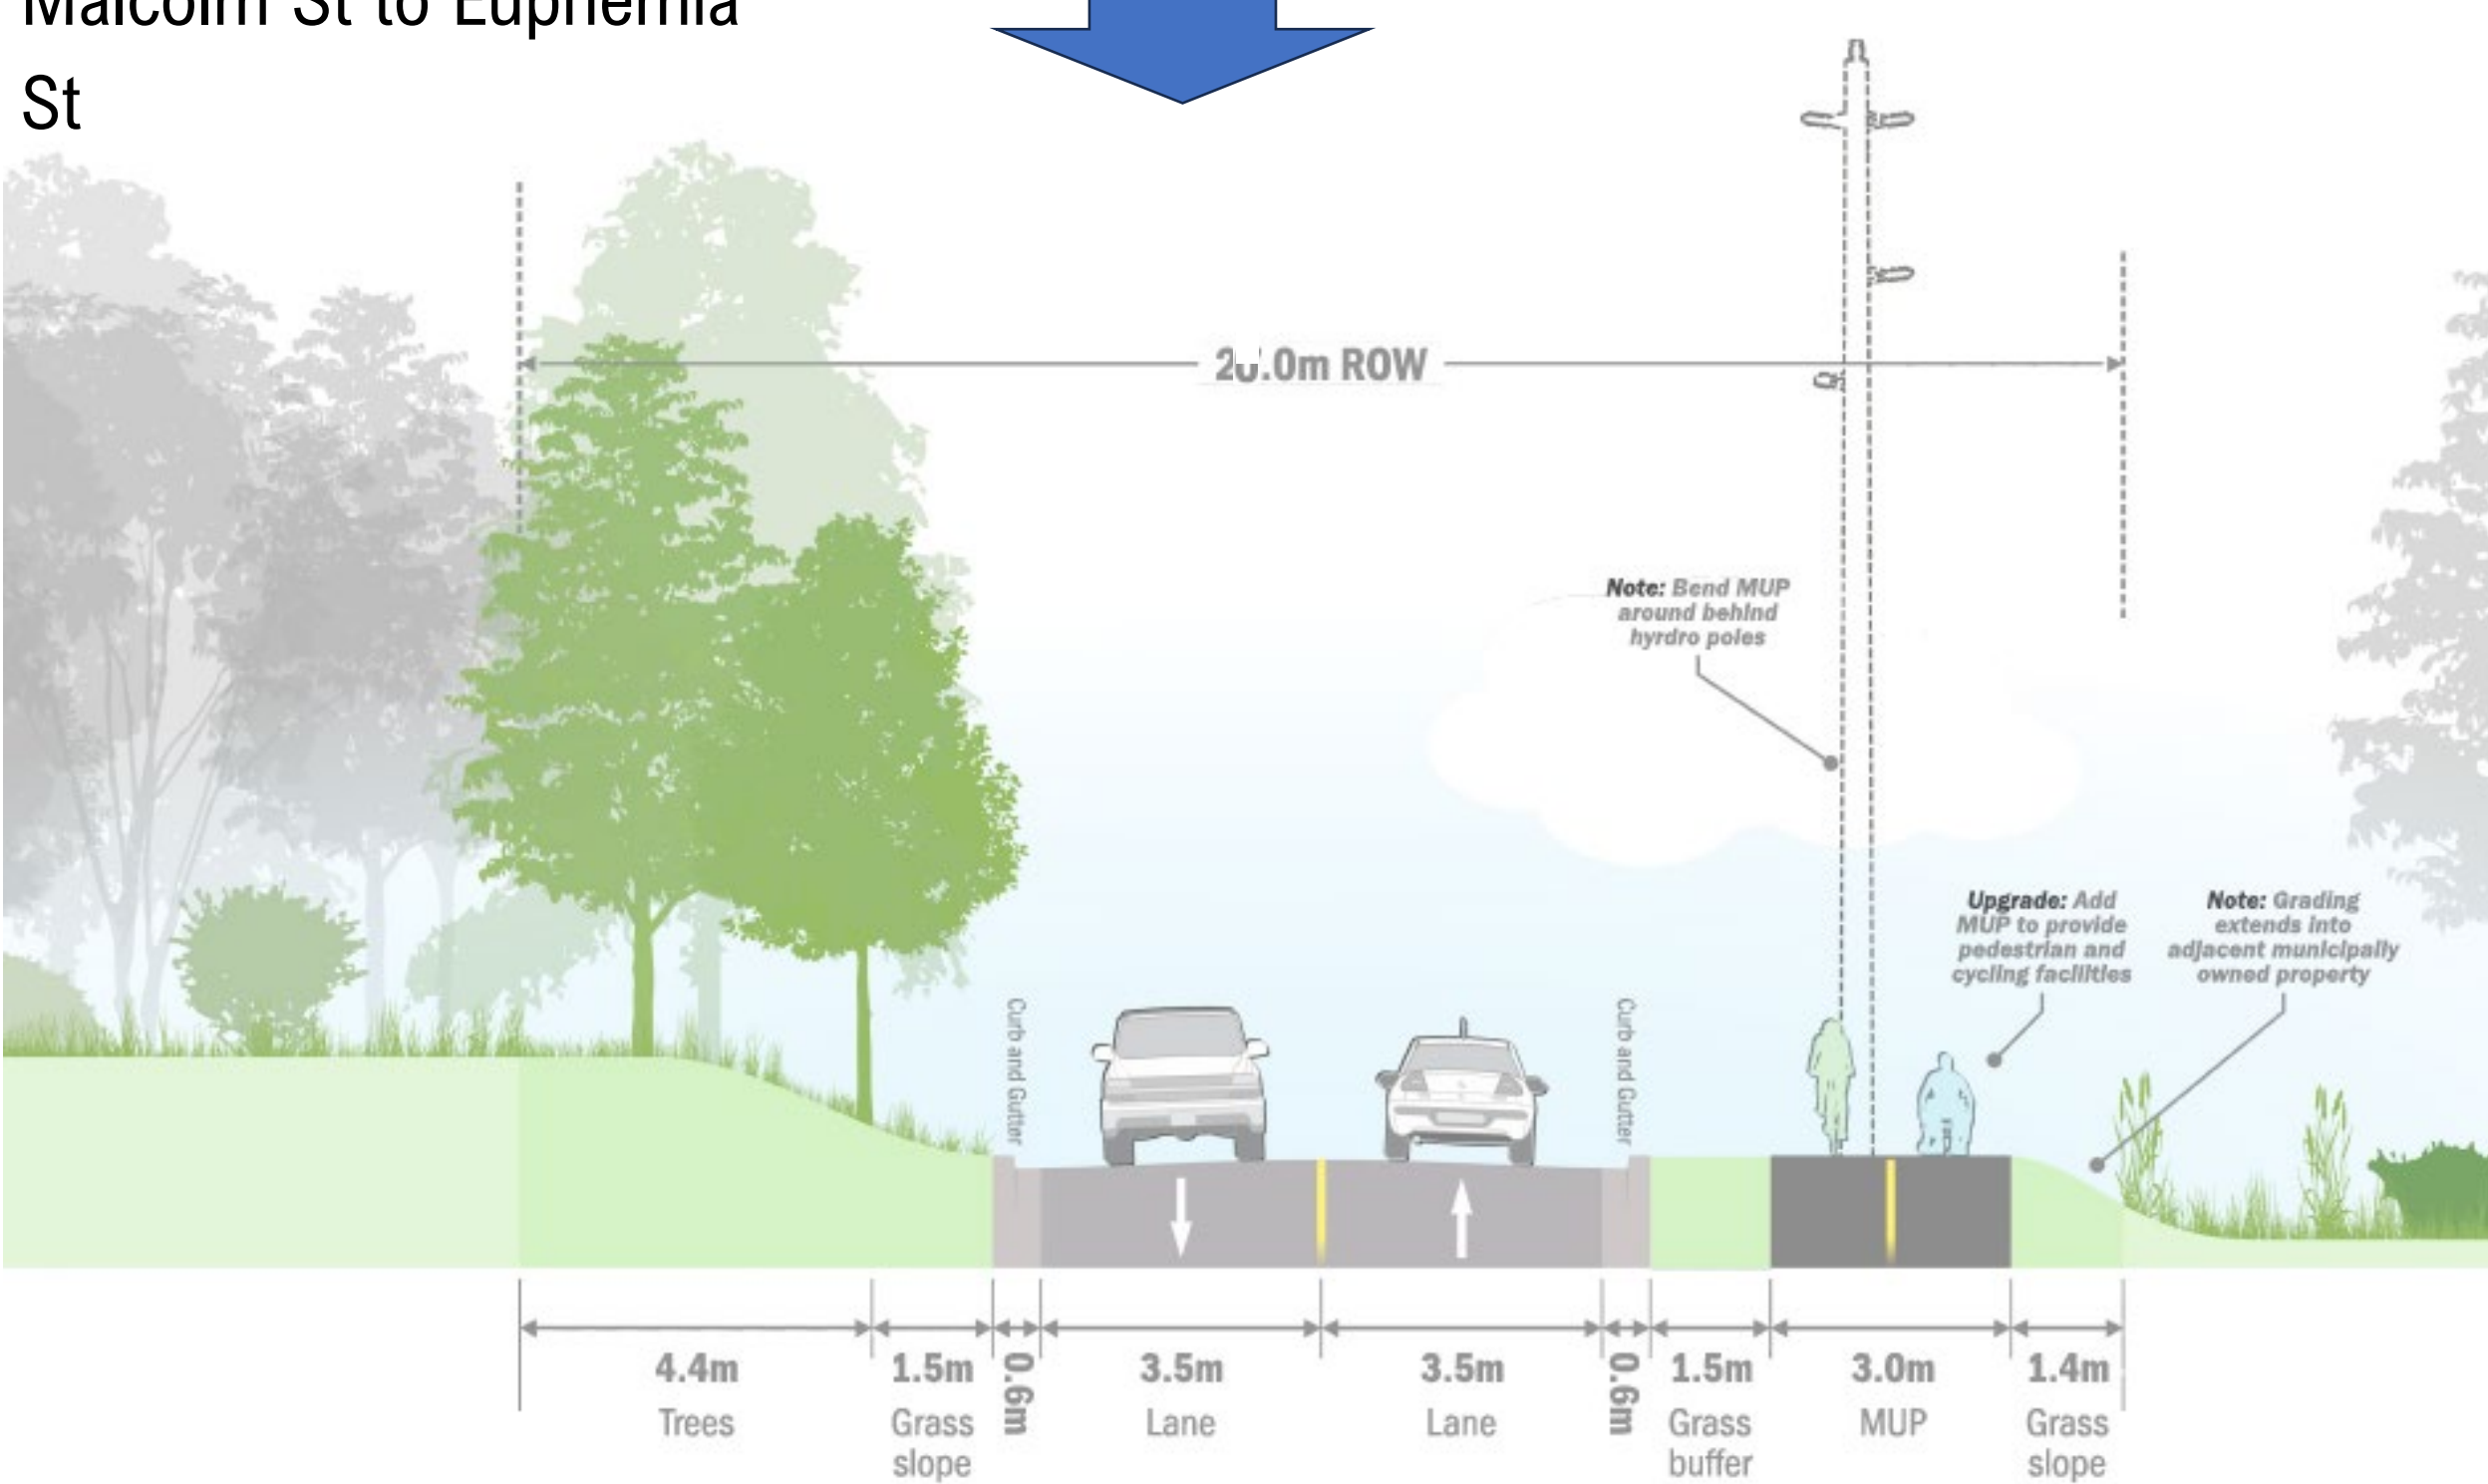 Malcolm St to Euphemia
St
ROW
Note: Bend MUP
around behind
hyrdro poles
Upgrade: Add
MUP to provide
pedestrian and
cycling facilities
Note: Grading
extends into
adjacent municipally
owned property
Curb and Gutter
Curb and Gutter
4.4m
Trees
1.5m
Grass
slope
0.6m
3.5m
Lane
3.5m
Lane
0.6m
1.5m
Grass
buffer
3.0m
MUP
1.4m
Grass
slope